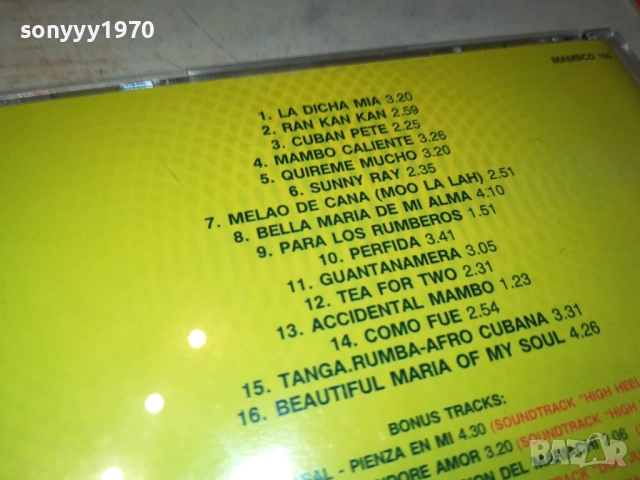 sonyyy1970
MAMBCD 100
1. LA DICHA MIA 3.20
2. RAN KAN KAN 2.59
3. CUBAN PETE 2.25
4. MAMBO CALIENTE 3.26
5. QUIREME MUCHO 3.20
6. SUNNY RAY 2.35
7. MELAO DE CANA (MOO LA LAH) 2.51
8. BELLA MARIA DE MI ALMA 4.10
9. PARA LOS RUMBEROS 1.51
10. PERFIDA 3.41
11. GUANTANAMERA 3.05
12. TEA FOR TWO 2.31
13. ACCIDENTAL MAMBO 1.23
14. COMO FUE 2.54
15. TANGA.RUMBA-AFRO CUBANA 3.31
16. BEAUTIFUL MARIA OF MY SOUL 4.26
BONUS TRACKS:
- PIENZA EN MI 4.30 (SOUNDTRACK "HIGH HEEL
AMOR 3.20 (SOUNDTRACK "HIGH
DEL
BAZAR